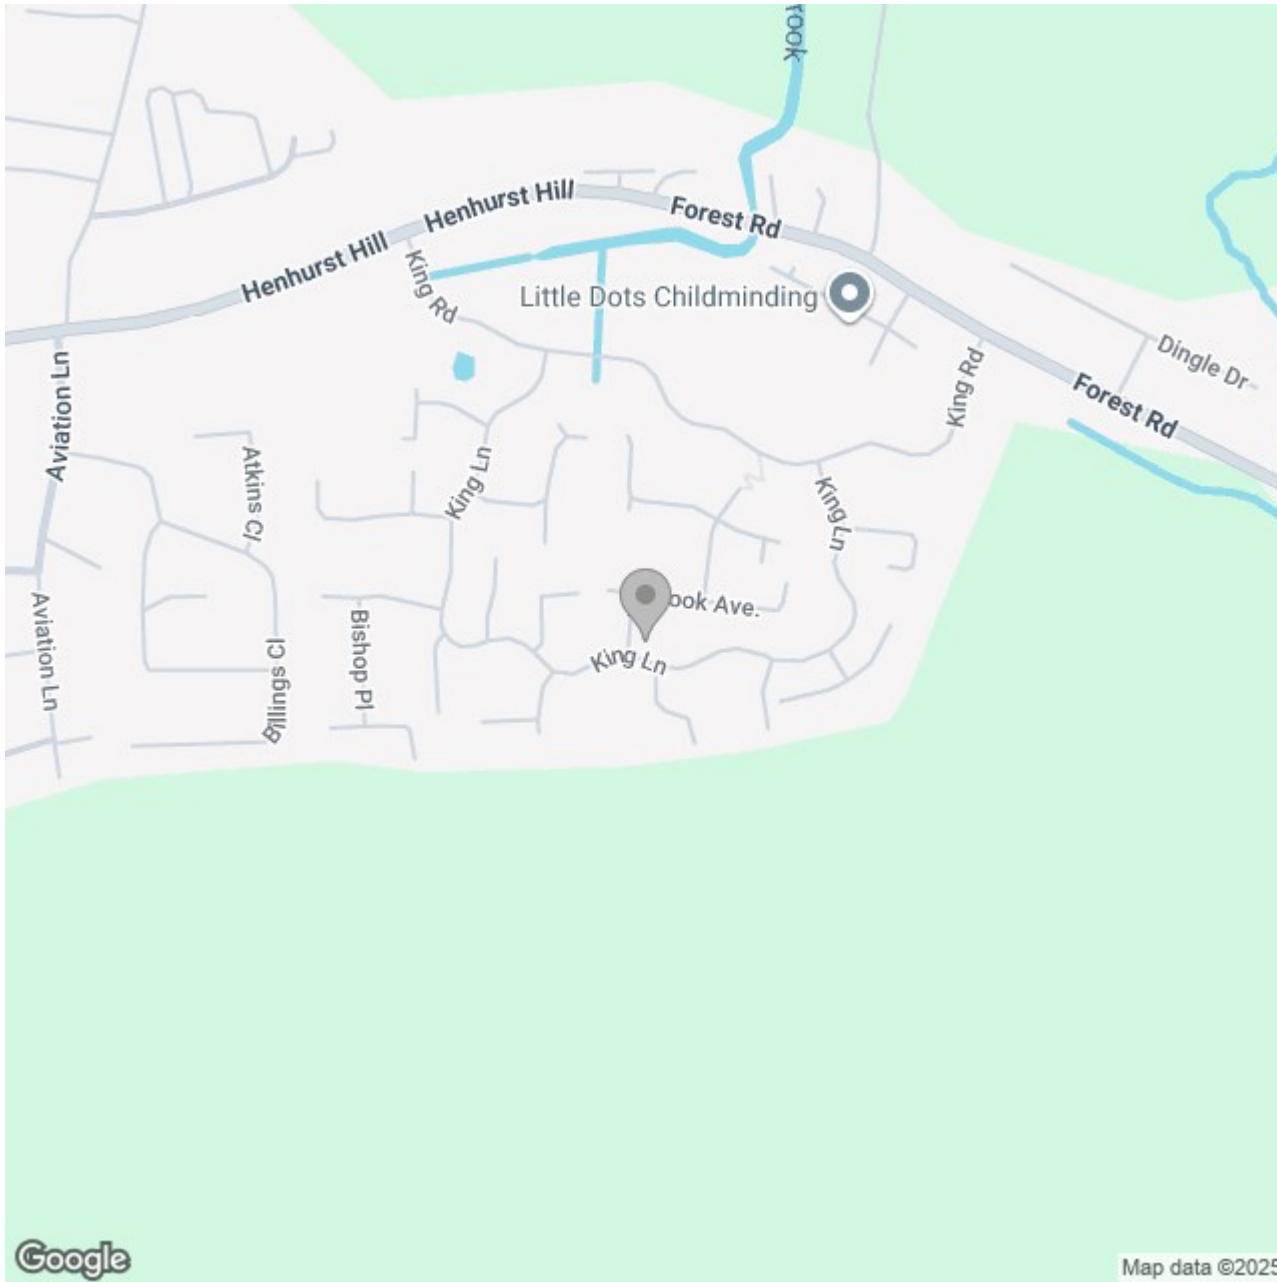 rook
Henhurst Hill
Forest Rd
Henhurst Hill
King Rd
Little Dots Childminding
Dingle Dr
King Rd
Forest Rd
Aviation Ln
Atkins Cl
King Ln
King Ln
Aviation Ln
Bishop Pl
ook Ave.
King Ln
Billings Cl
Google
Map data ©2025